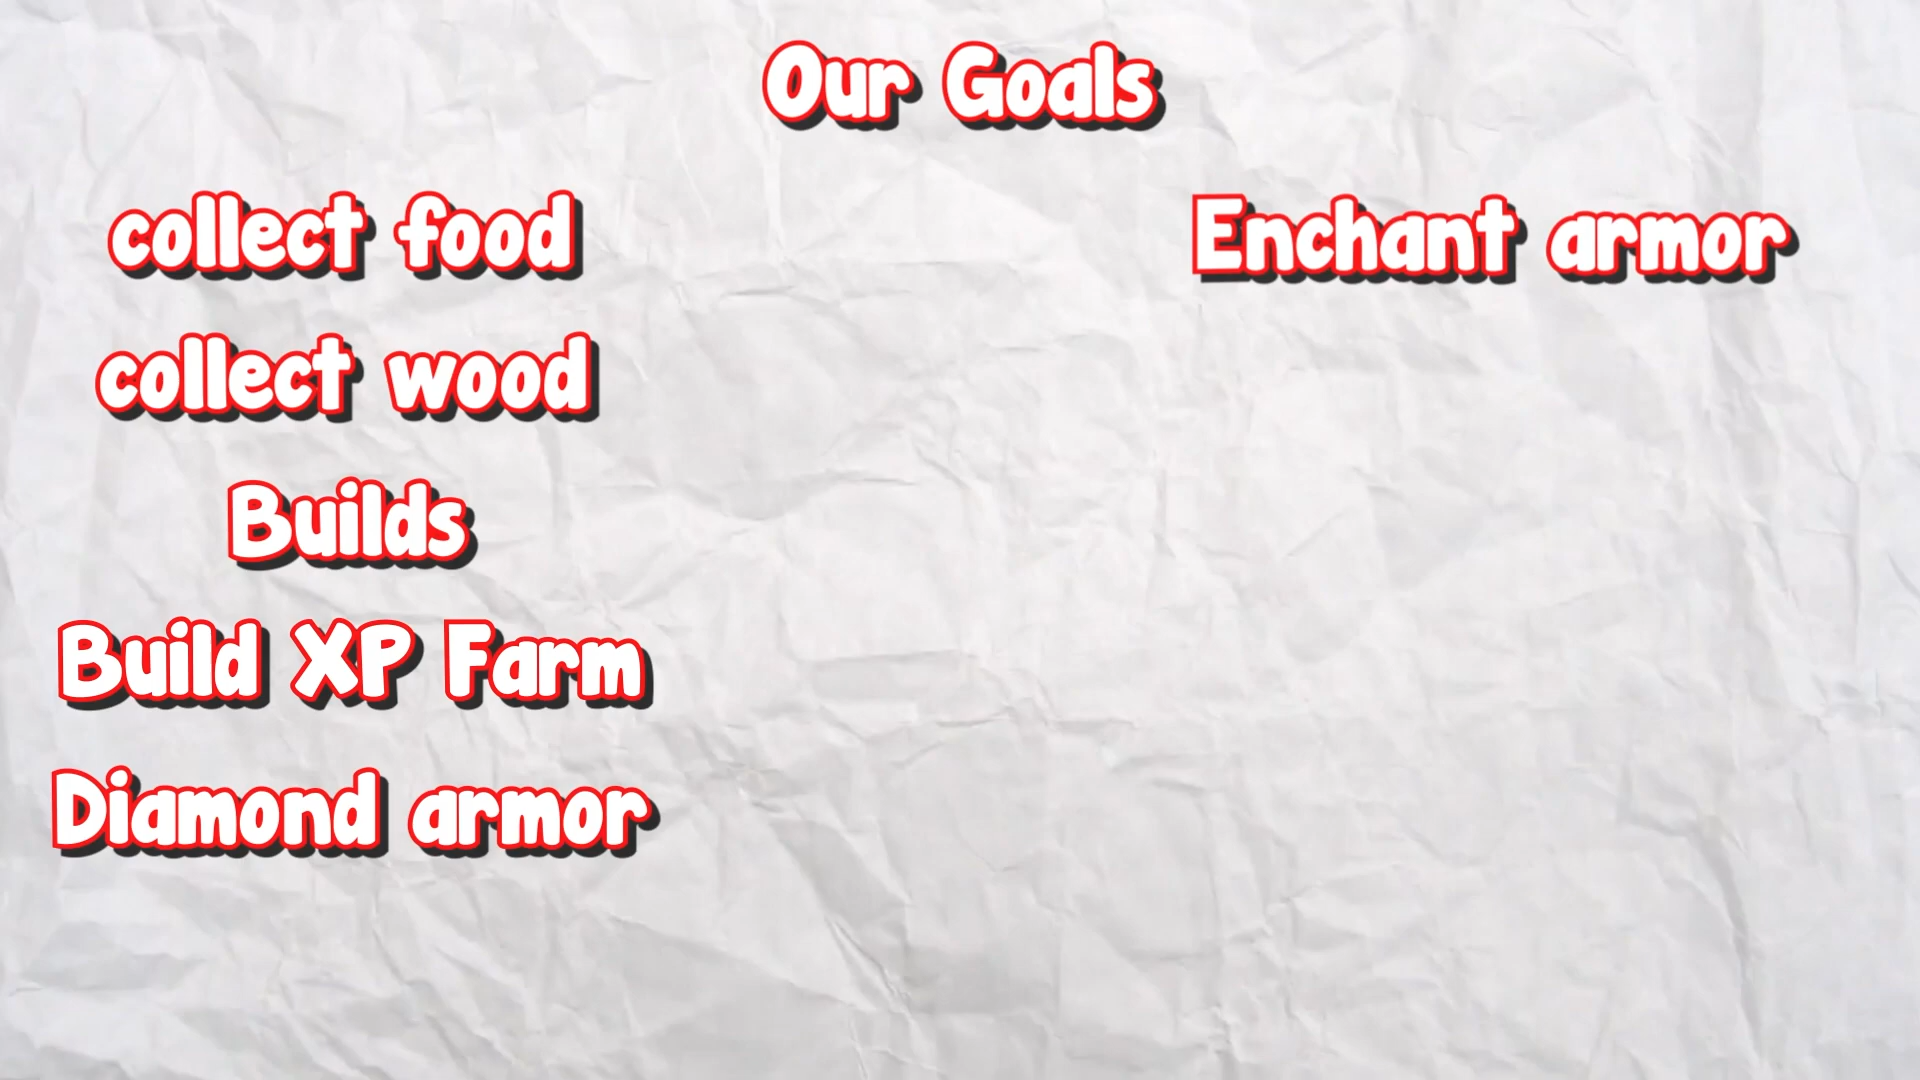 Our Goals
collect food
collect wood
Builds
Build XP Farm
Diamond armor
Enchant armor